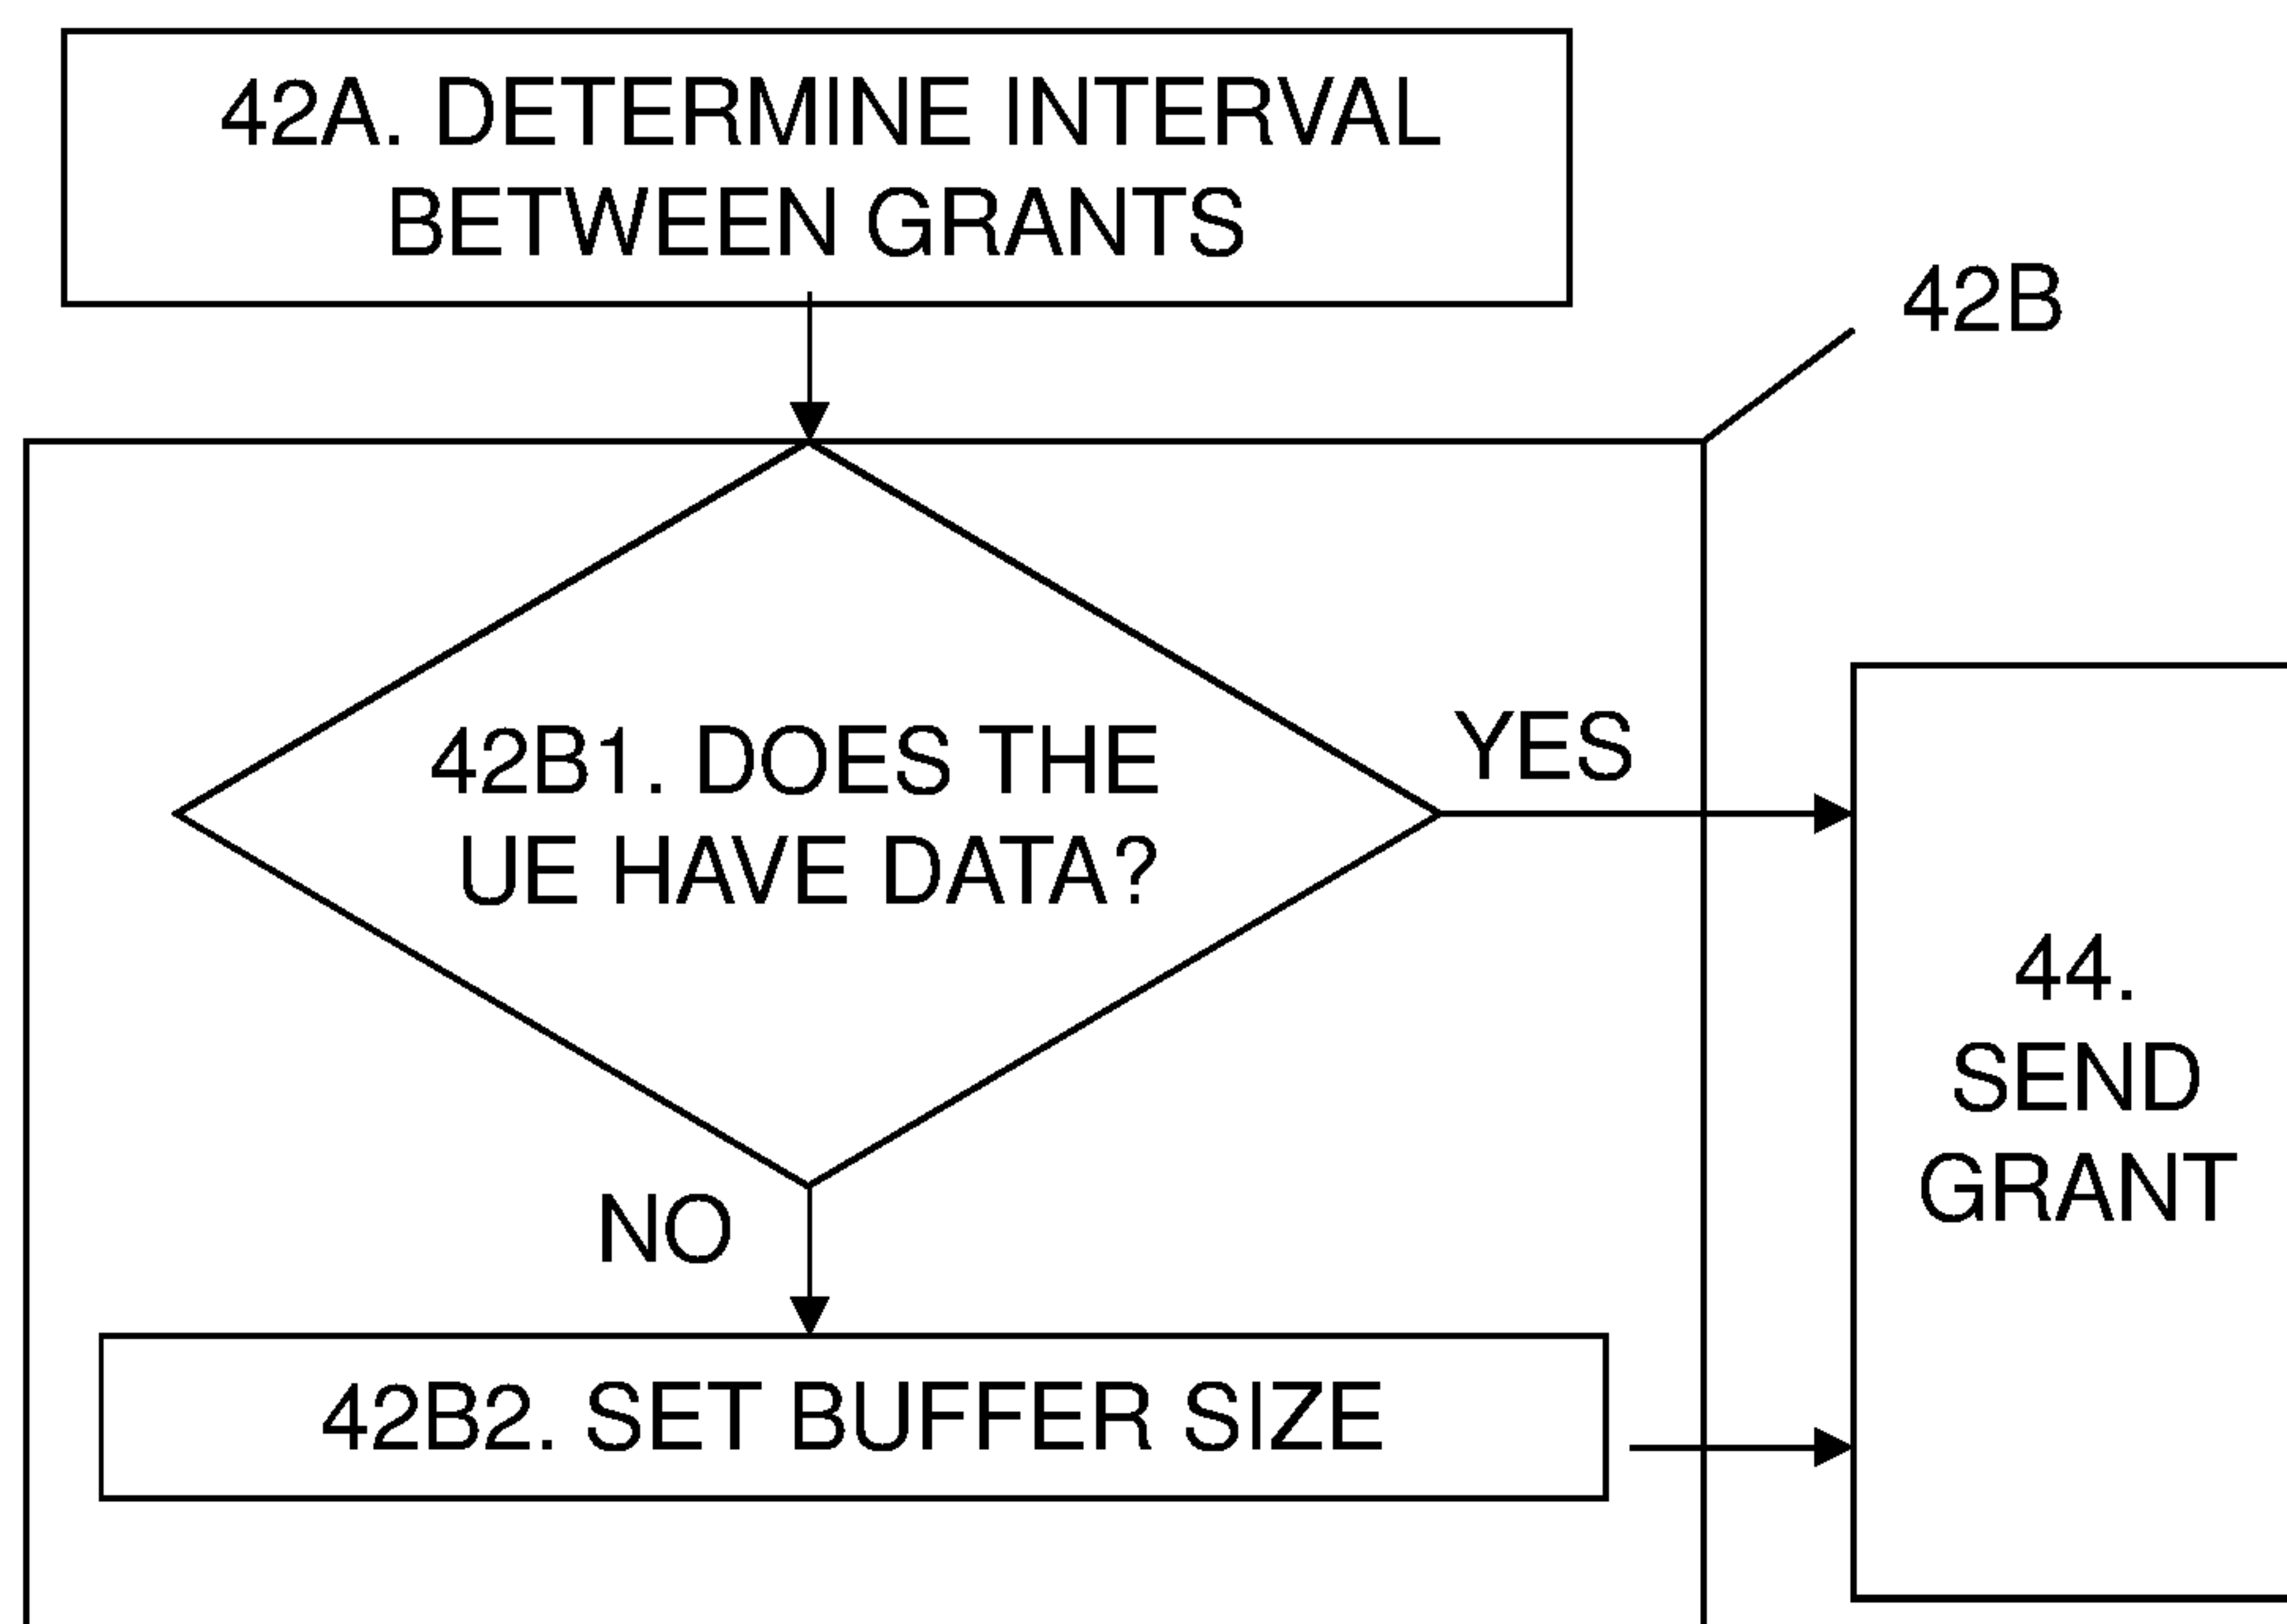 42A. DETERMINE INTERVAL
BETWEEN GRANTS
42B
42B1. DOES THE
UE HAVE DATA?
YES
44.
SEND
GRANT
NO
42B2. SET BUFFER SIZE